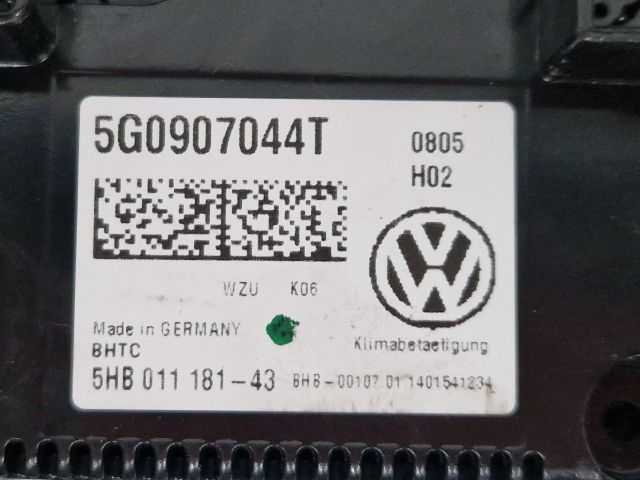 5G0907044T 0805
H02
WZU K06
Made in GERMANY
Klimabetaetigung
BHTC
5HB 011 181-43 BHB-00107 01 1401541234